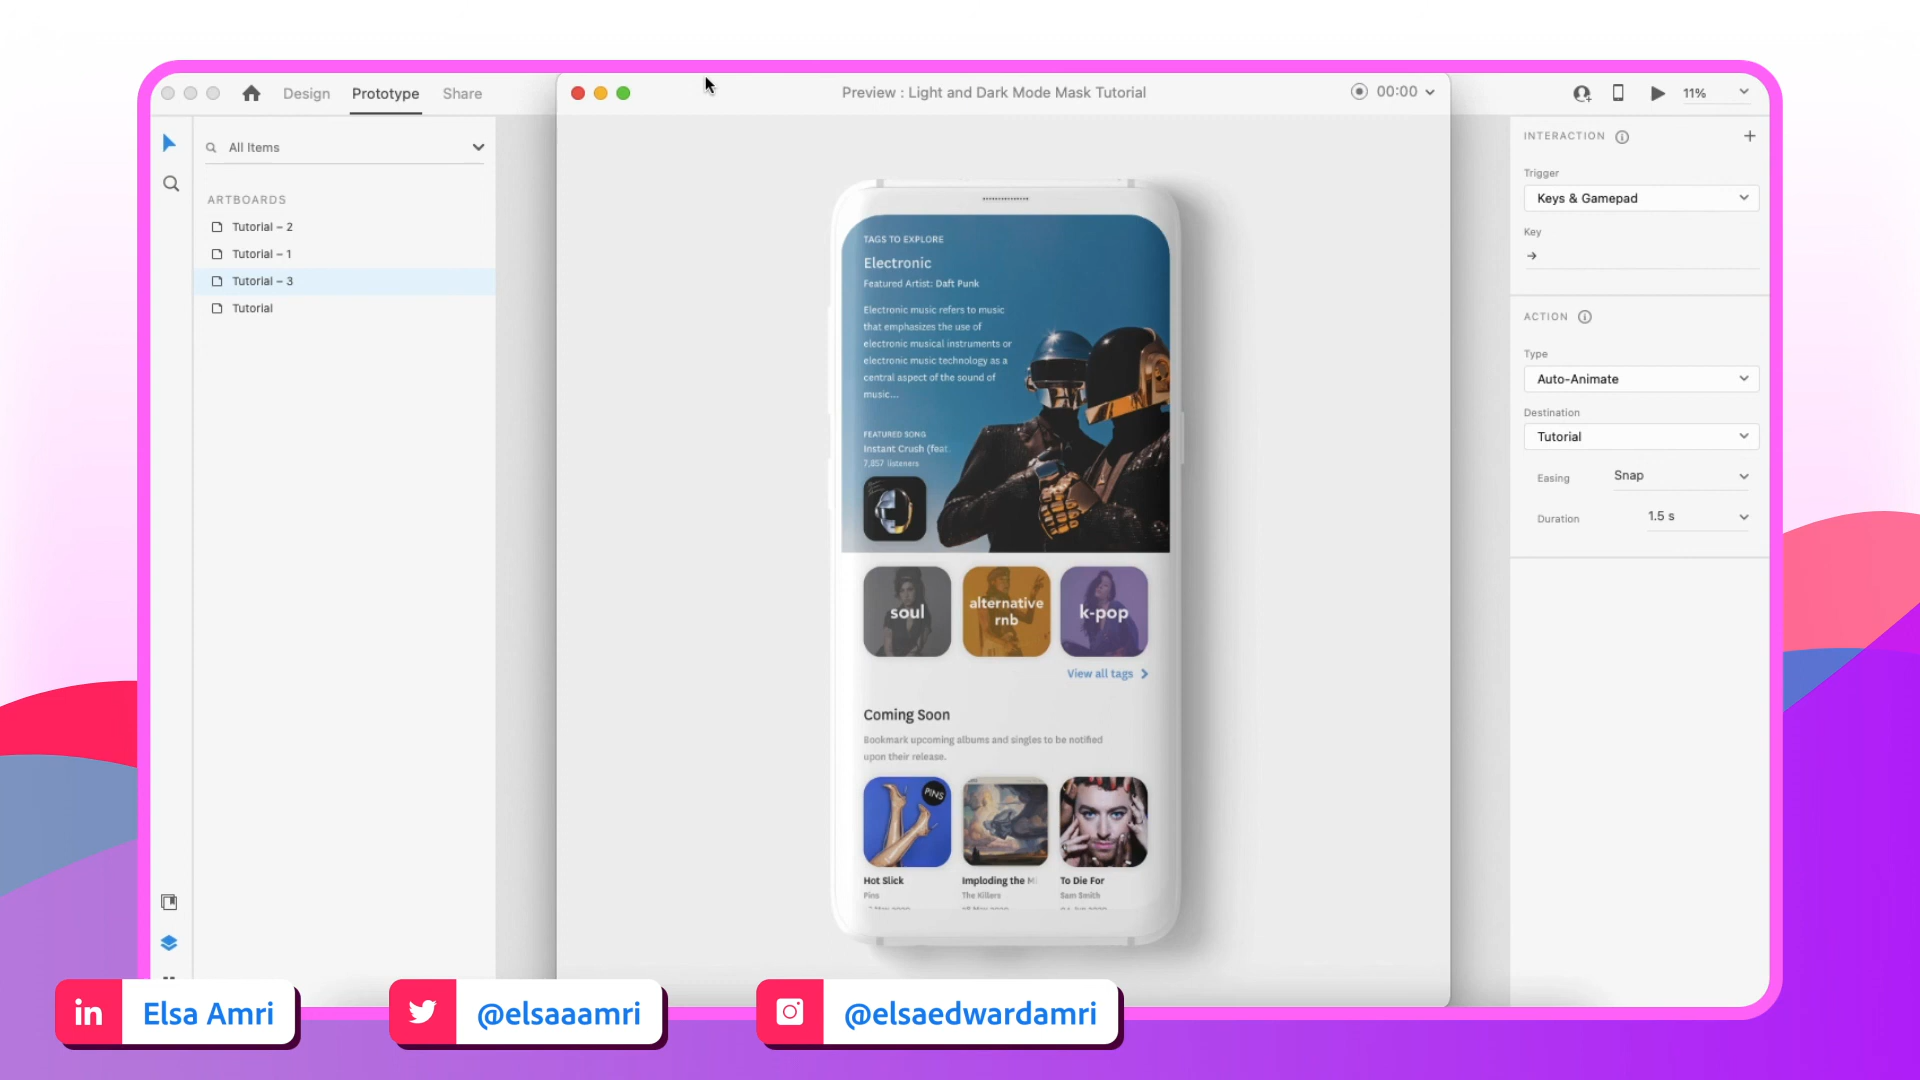 Design
Prototype
Share
Preview : Light and Dark Mode Mask Tutorial
00:00
11%
All Items
ARTBOARDS
Tutorial – 2
Tutorial – 1
Tutorial – 3
Tutorial
TAGS TO EXPLORE
Electronic
Featured Artist: Daft Punk
Electronic music refers to music
that emphasizes the use of
electronic musical instruments or
electronic music technology as a
central aspect of the sound of
music...
FEATURED SONG
Instant Crush (feat.
7,857 listeners
soul
alternative
rnb
k-pop
View all tags
Coming Soon
Bookmark upcoming albums and singles to be notified
upon their release.
PINS
Hot Slick
Pins
Imploding the
The Killers
To Die For
Sam Smith
INTERACTION
Trigger
Keys & Gamepad
Key
ACTION
Type
Auto-Animate
Destination
Tutorial
Easing
Snap
Duration
1.5 s
in
Elsa Amri
@elsaaamri
@elsaedwardamri